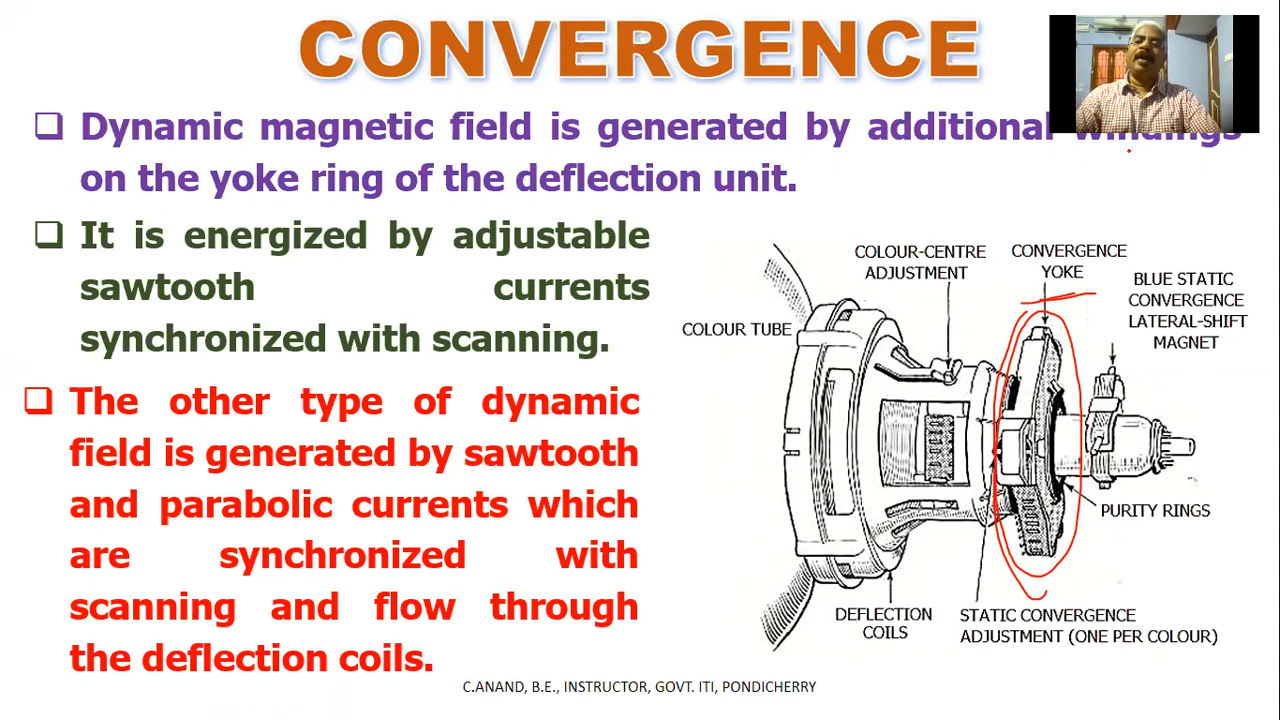 CONVERGENCE
Dynamic magnetic field is generated by additional windings
on the yoke ring of the deflection unit.
It is energized by adjustable
sawtooth currents
synchronized with scanning.
The other type of dynamic
field is generated by sawtooth
and parabolic currents which
are synchronized with
scanning and flow through
the deflection coils.
COLOUR-CENTRE
ADJUSTMENT
CONVERGENCE
YOKE
BLUE STATIC
CONVERGENCE
LATERAL-SHIFT
MAGNET
COLOUR TUBE
PURITY RINGS
DEFLECTION
COILS
STATIC CONVERGENCE
ADJUSTMENT (ONE PER COLOUR)
C.ANAND, B.E., INSTRUCTOR, GOVT. ITI, PONDICHERRY